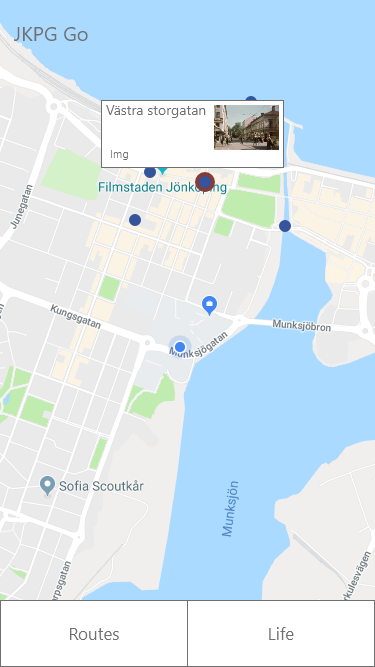 JKPG Go
Västra storgatan
Img
Filmstaden Jönköping
Junegatan
Kungsgatan
Munksjöbron
Munksjögatan
Sofia Scoutkår
Munksjön
Routes
Life